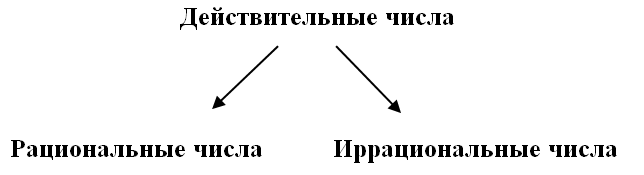 Действительные числа
Рациональные числа
Иррациональные числа